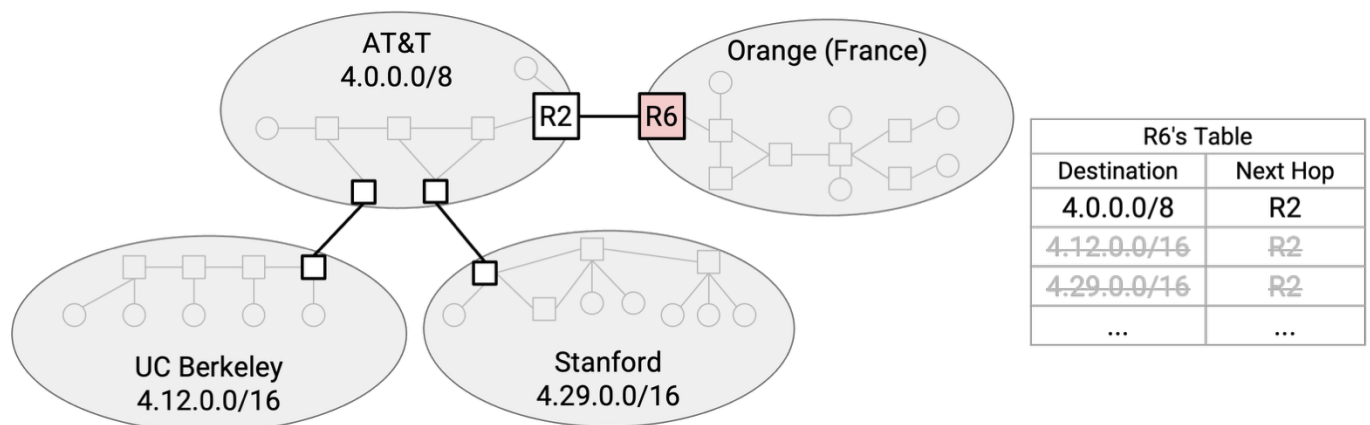 AT&T
4.0.0.0/8
Orange (France)
R2
R6
UC Berkeley
4.12.0.0/16
Stanford
4.29.0.0/16
R6's Table
Destination Next Hop
4.0.0.0/8 R2
4.12.0.0/16 R2
4.29.0.0/16 R2
... ...